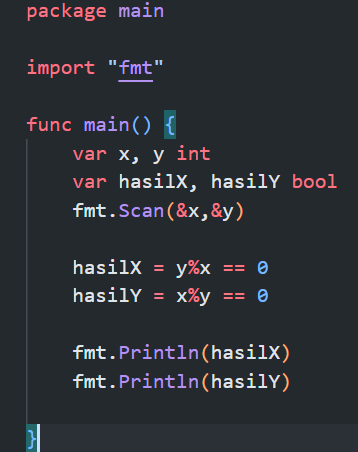 package main
import "fmt"
func main() {
var x, y int
var hasilX, hasilY bool
fmt.Scan(&x,&y)
hasilX = y%x == 0
hasilY = x%y == 0
fmt.Println(hasilX)
fmt.Println(hasilY)
}